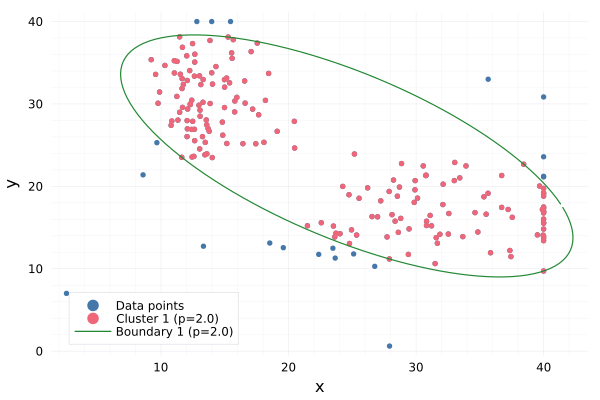 40
30
20
10
0
y
Data points
Cluster 1 (p=2.0)
Boundary 1 (p=2.0)
10 20 30 40
x